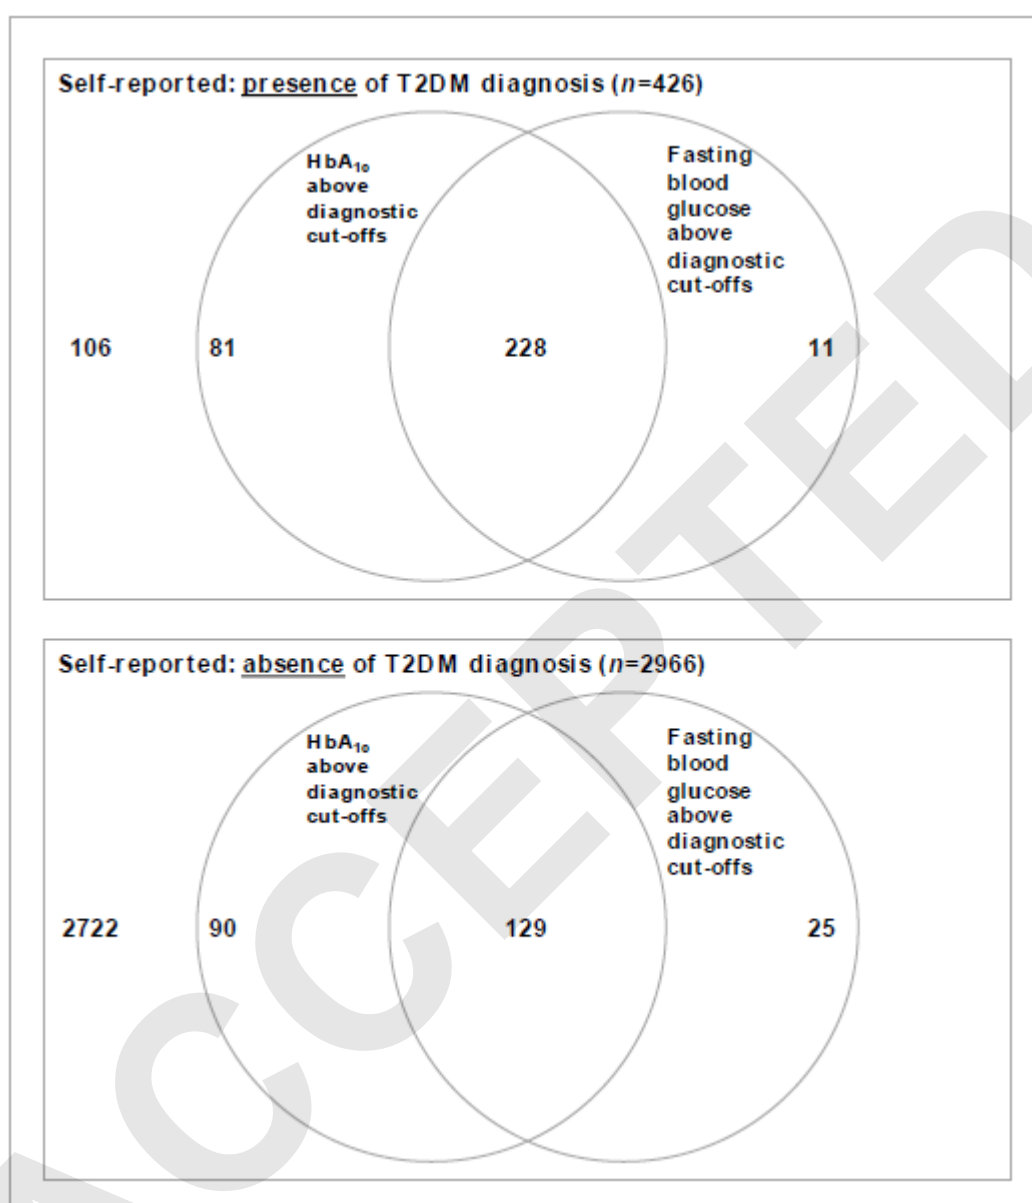 Self-reported: presence of T2DM diagnosis (n=426)
HbA1c
above
diagnostic
cut-offs
Fasting
blood
glucose
above
diagnostic
cut-offs
106
81
228
11
Self-reported: absence of T2DM diagnosis (n=2966)
HbA1c
above
diagnostic
cut-offs
Fasting
blood
glucose
above
diagnostic
cut-offs
2722
90
129
25
ACCEPTED